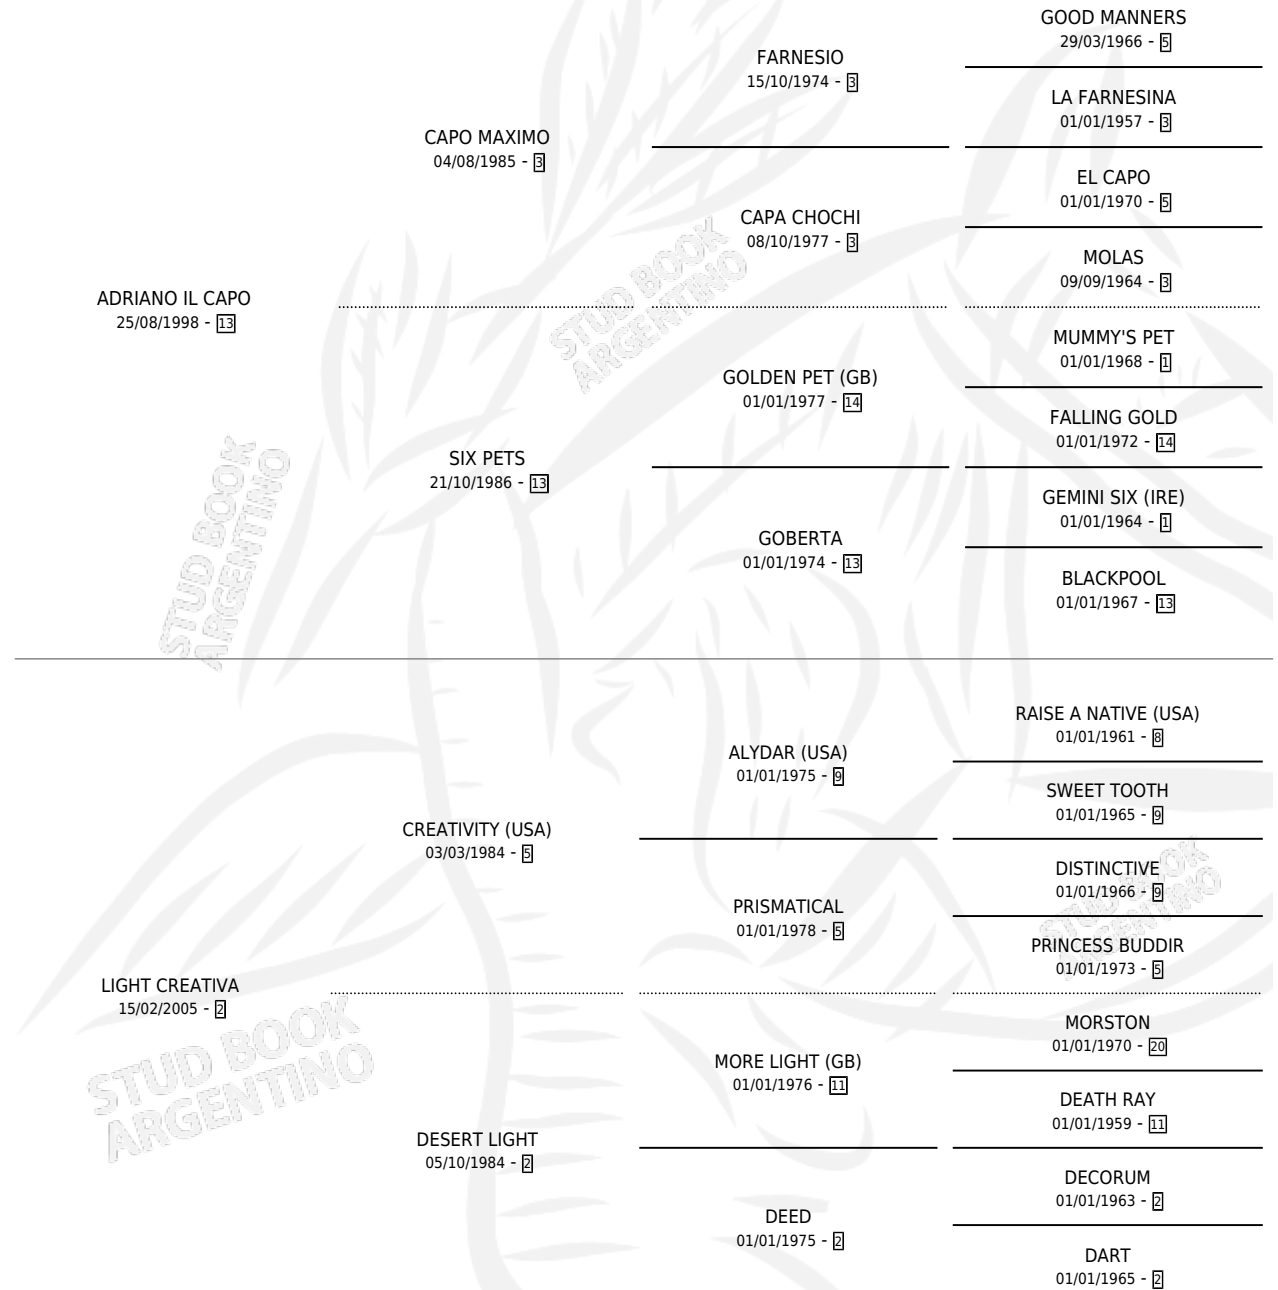 GOOD MANNERS
29/03/1966 - 5
FARNESIO
15/10/1974 - 3
LA FARNESINA
01/01/1957 - 3
CAPO MAXIMO
04/08/1985 - 3
EL CAPO
01/01/1970 - 5
CAPA CHOCHI
08/10/1977 - 3
MOLAS
09/09/1964 - 3
ADRIANO IL CAPO
25/08/1998 - 13
STUD BOOK
ARGENTINO
MUMMY'S PET
01/01/1968 - 1
GOLDEN PET (GB)
01/01/1977 - 14
FALLING GOLD
01/01/1972 - 14
SIX PETS
21/10/1986 - 13
GEMINI SIX (IRE)
01/01/1964 - 1
GOBERTA
01/01/1974 - 13
BLACKPOOL
01/01/1967 - 13
STUD BOOK
ARGENTINO
RAISE A NATIVE (USA)
01/01/1961 - 8
ALYDAR (USA)
01/01/1975 - 9
SWEET TOOTH
01/01/1965 - 9
CREATIVITY (USA)
03/03/1984 - 5
DISTINCTIVE
01/01/1966 - 9
PRISMATICAL
01/01/1978 - 5
PRINCESS BUDDIR
01/01/1973 - 5
STUD BOOK
ARGENTINO
LIGHT CREATIVA
15/02/2005 - 2
MORSTON
01/01/1970 - 20
MORE LIGHT (GB)
01/01/1976 - 11
DEATH RAY
01/01/1959 - 11
STUD BOOK
ARGENTINO
DESERT LIGHT
05/10/1984 - 2
DECORUM
01/01/1963 - 2
DEED
01/01/1975 - 2
DART
01/01/1965 - 2